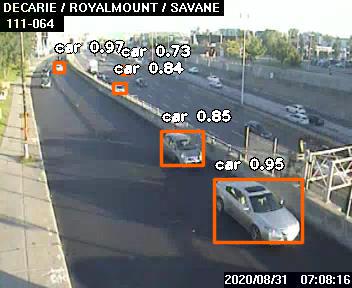 DECARIE / ROYALMOUNT / SAVANE
111-064
car 0.97
car 0.73
car 0.84
car 0.85
car 0.95
2020/08/31 07:08:16